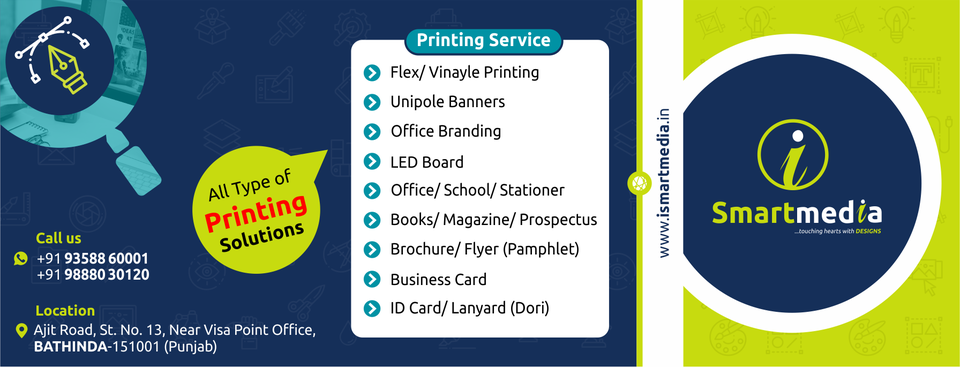 All Type of
Printing
Solutions
Call us
+91 93588 60001
+91 98880 30120
Location
Ajit Road, St. No. 13, Near Visa Point Office,
BATHINDA-151001 (Punjab)
Printing Service
Flex/ Vinayle Printing
Unipole Banners
Office Branding
LED Board
Office/ School/ Stationer
Books/ Magazine/ Prospectus
Brochure/ Flyer (Pamphlet)
Business Card
ID Card/ Lanyard (Dori)
www.ismartmedia.in
i
Smartmedia
...touching hearts with DESIGNS